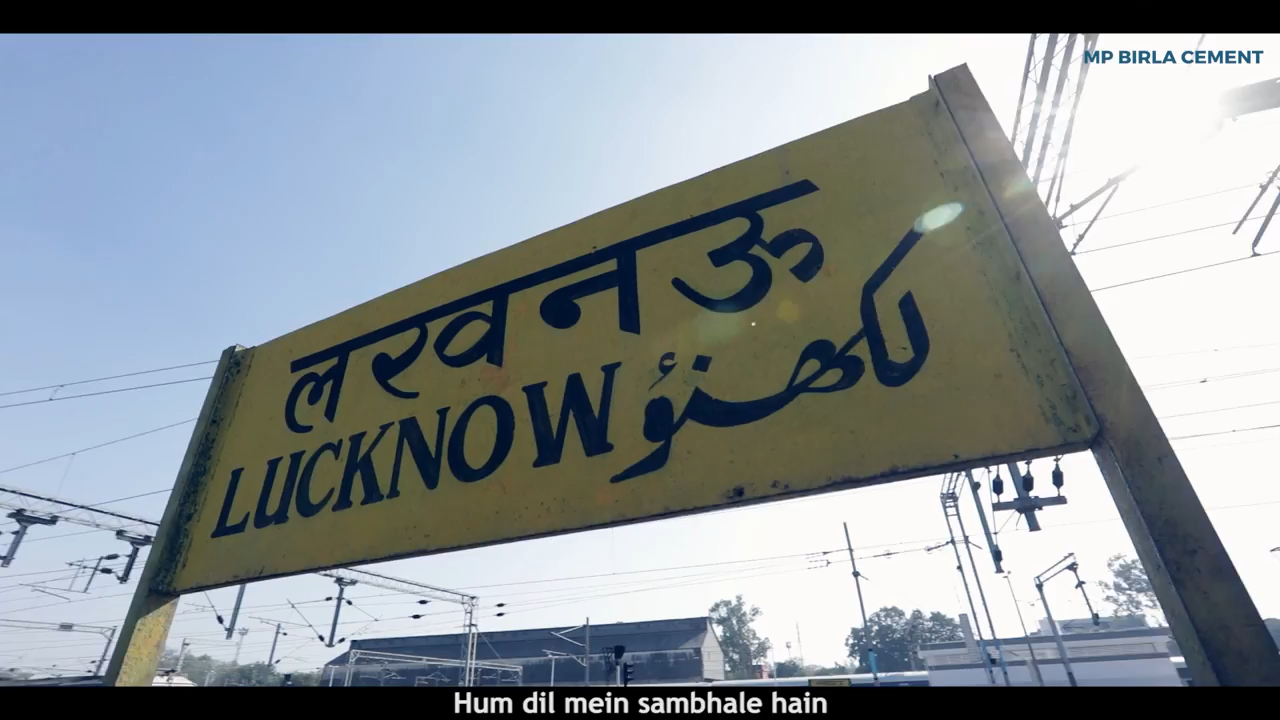 MP BIRLA CEMENT
लखनऊ
LUCKNOW لکھنؤ
Hum dil mein sambhale hain